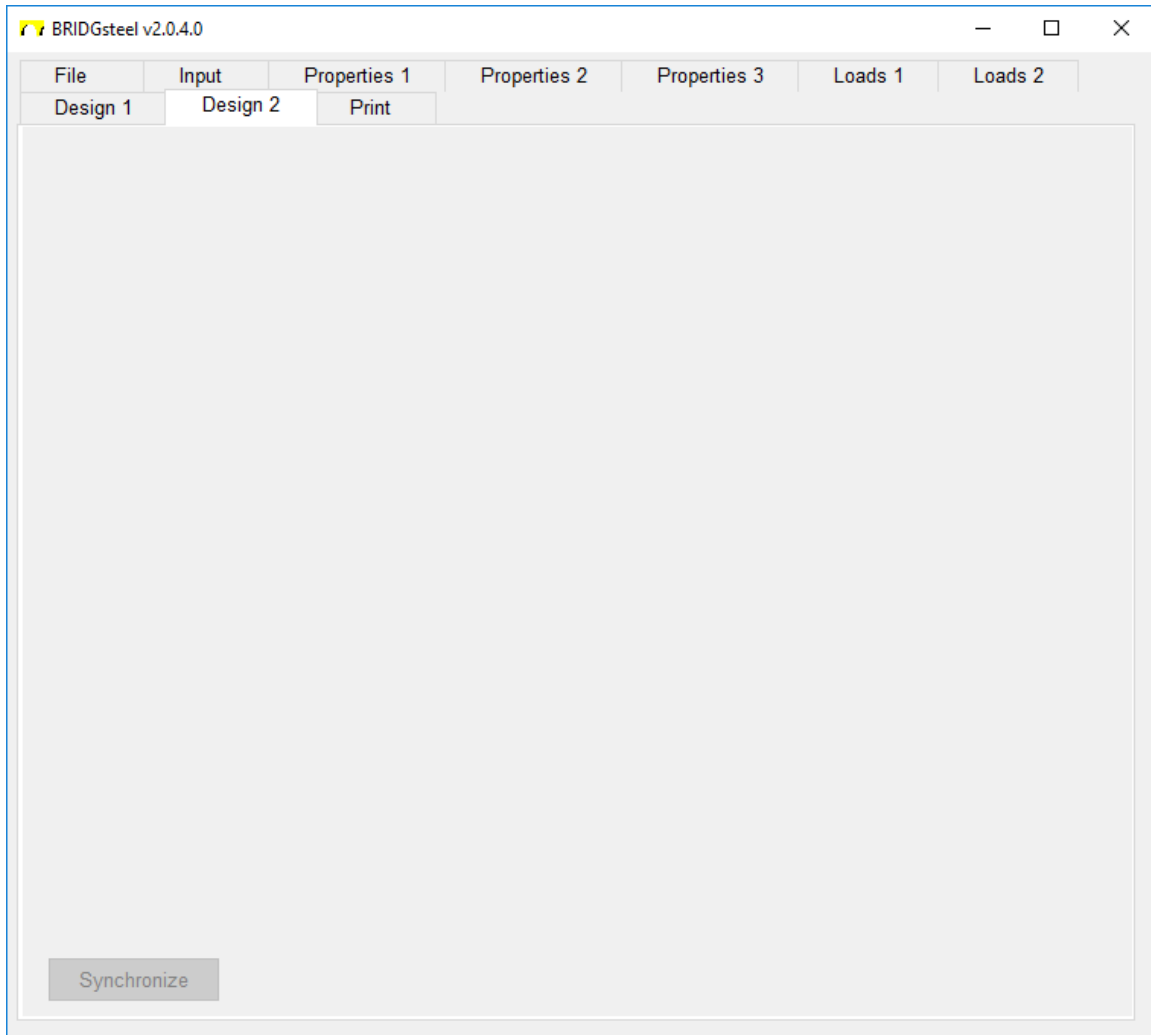 BRIDGsteel v2.0.4.0
File Input Properties 1 Properties 2 Properties 3 Loads 1 Loads 2
Design 1 Design 2 Print
Synchronize